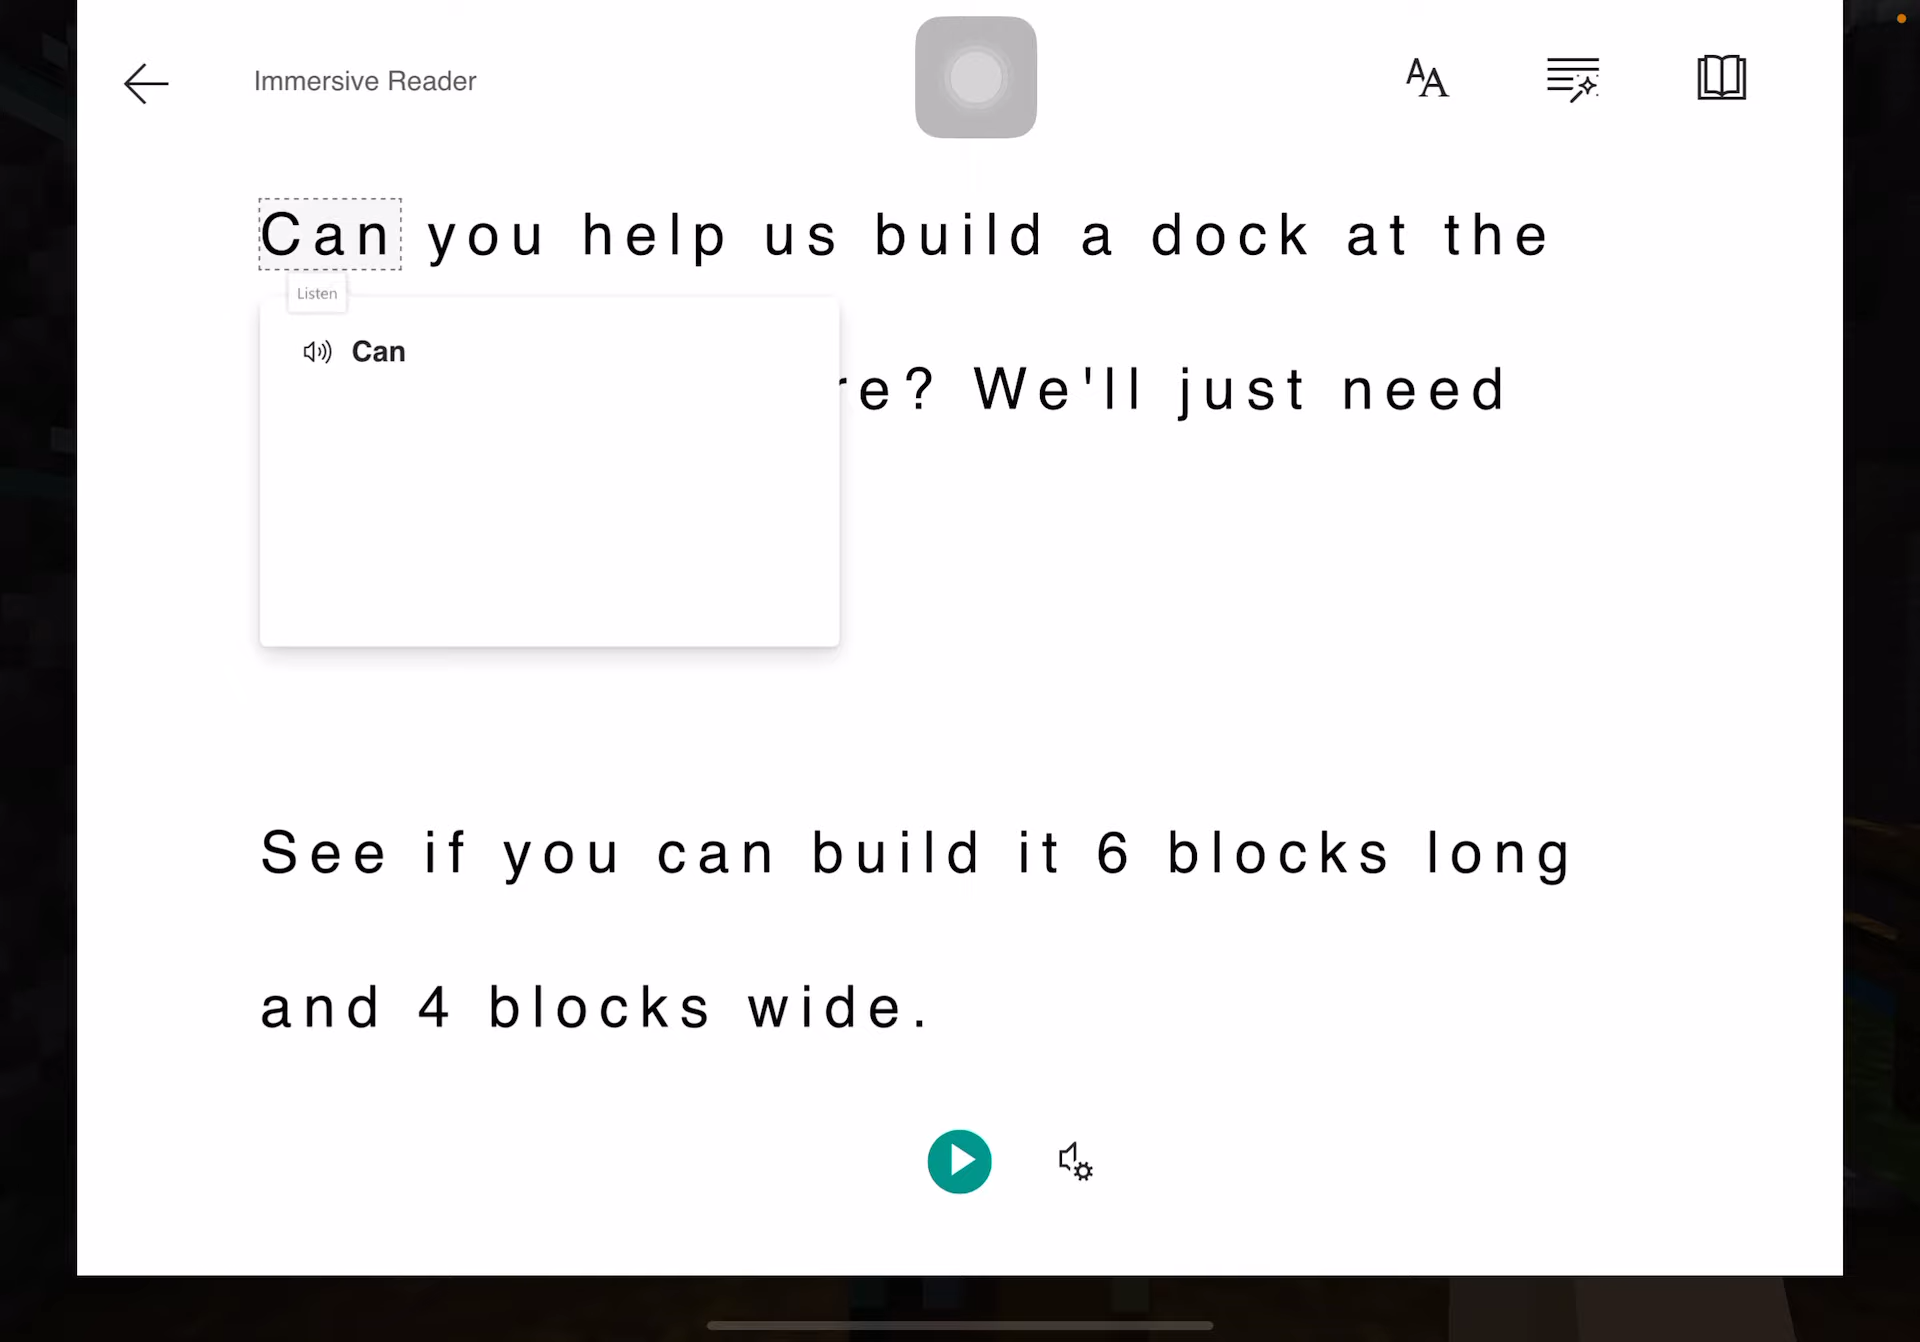 Immersive Reader
Can you help us build a dock at the
Listen
Can
We'll just need
See if you can build it 6 blocks long
and 4 blocks wide.